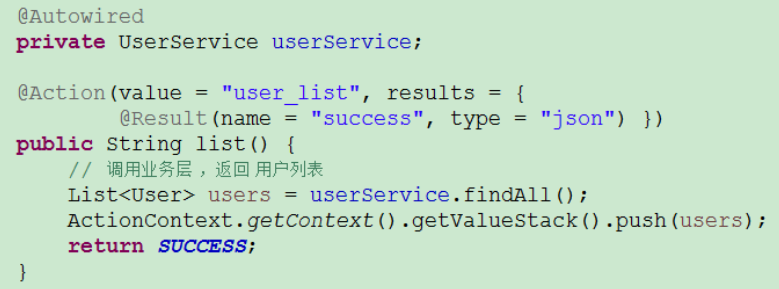 @Autowired
private UserService userService;
@Action(value = "user_list", results = {
@Result(name = "success", type = "json") })
public String list() {
// 调用业务层 ，返回 用户列表
List<User> users = userService.findAll();
ActionContext.getContext().getValueStack().push(users);
return SUCCESS;
}